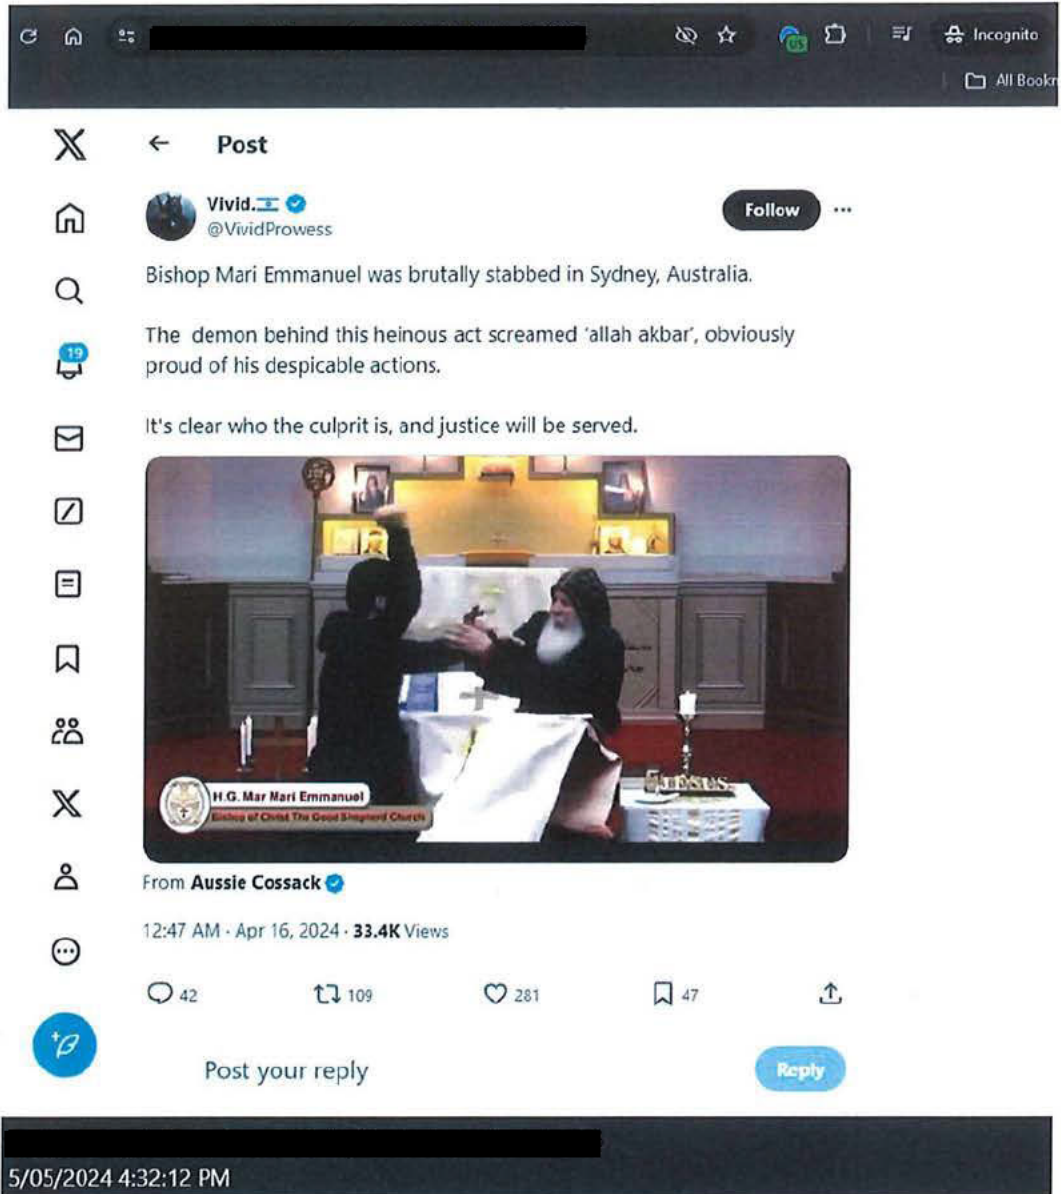 US
Incognito
All Bookn
Post
Vivid.
@VividProwess
Follow
Bishop Mari Emmanuel was brutally stabbed in Sydney, Australia.
The demon behind this heinous act screamed 'allah akbar', obviously
proud of his despicable actions.
It's clear who the culprit is, and justice will be served.
19
JESUS
H.G. Mar Mari Emmanuel
Bishop of Christ The Good Shepherd Church
From Aussie Cossack
12:47 AM · Apr 16, 2024 · 33.4K Views
42 109 281 47
Post your reply
Reply
5/05/2024 4:32:12 PM